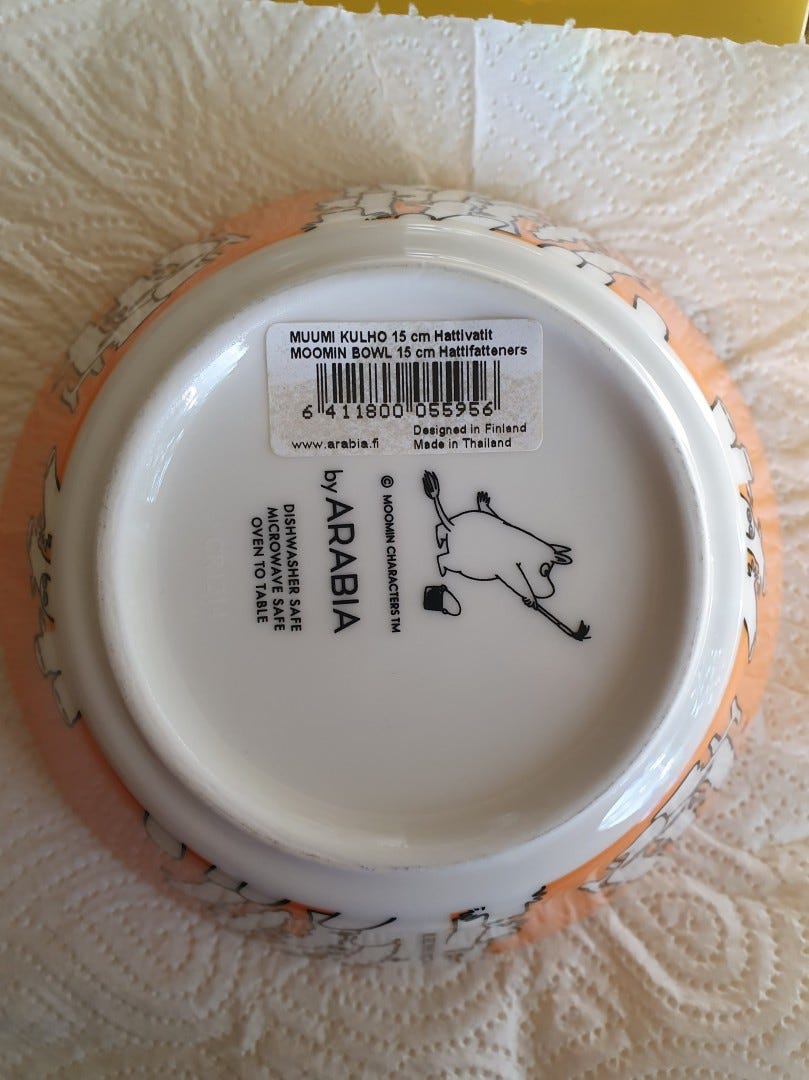 MUUMI KULHO 15 cm Hattivatit
MOOMIN BOWL 15 cm Hattifatteners
6 411800 055956
Designed in Finland
www.arabia.fi Made in Thailand
© MOOMIN CHARACTERS TM
by ARABIA
DISHWASHER SAFE
MICROWAVE SAFE
OVEN TO TABLE